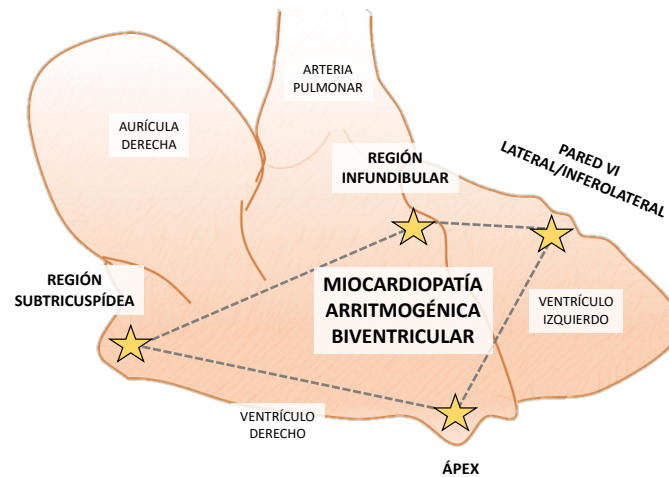 ARTERIA
PULMONAR
AURÍCULA
DERECHA
REGIÓN
INFUNDIBULAR
PARED VI
LATERAL/INFEROLATERAL
REGIÓN
SUBTRICUSPÍDEA
MIOCARDIOPATÍA
ARRITMOGÉNICA
BIVENTRICULAR
VENTRÍCULO
IZQUIERDO
VENTRÍCULO
DERECHO
ÁPEX